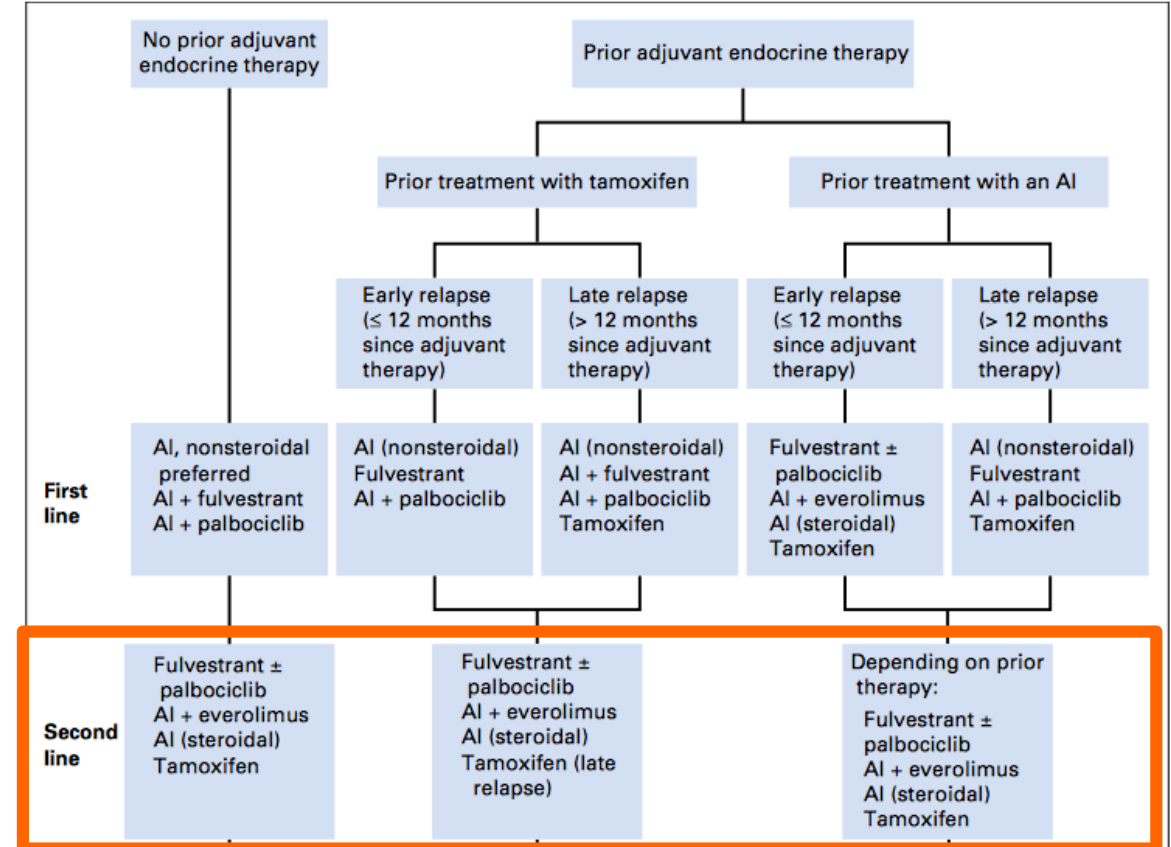 No prior adjuvant
endocrine therapy
Prior adjuvant endocrine therapy
Prior treatment with tamoxifen
Prior treatment with an AI
Early relapse
(≤ 12 months
since adjuvant
therapy)
Late relapse
(> 12 months
since adjuvant
therapy)
Early relapse
(≤ 12 months
since adjuvant
therapy)
Late relapse
(> 12 months
since adjuvant
therapy)
First
line
AI, nonsteroidal
preferred
AI + fulvestrant
AI + palbociclib
AI (nonsteroidal)
Fulvestrant
AI + palbociclib
AI (nonsteroidal)
AI + fulvestrant
AI + palbociclib
Tamoxifen
Fulvestrant ±
palbociclib
AI + everolimus
AI (steroidal)
Tamoxifen
AI (nonsteroidal)
Fulvestrant
AI + palbociclib
Tamoxifen
Second
line
Fulvestrant ±
palbociclib
AI + everolimus
AI (steroidal)
Tamoxifen
Fulvestrant ±
palbociclib
AI + everolimus
AI (steroidal)
Tamoxifen (late
relapse)
Depending on prior
therapy:
Fulvestrant ±
palbociclib
AI + everolimus
AI (steroidal)
Tamoxifen